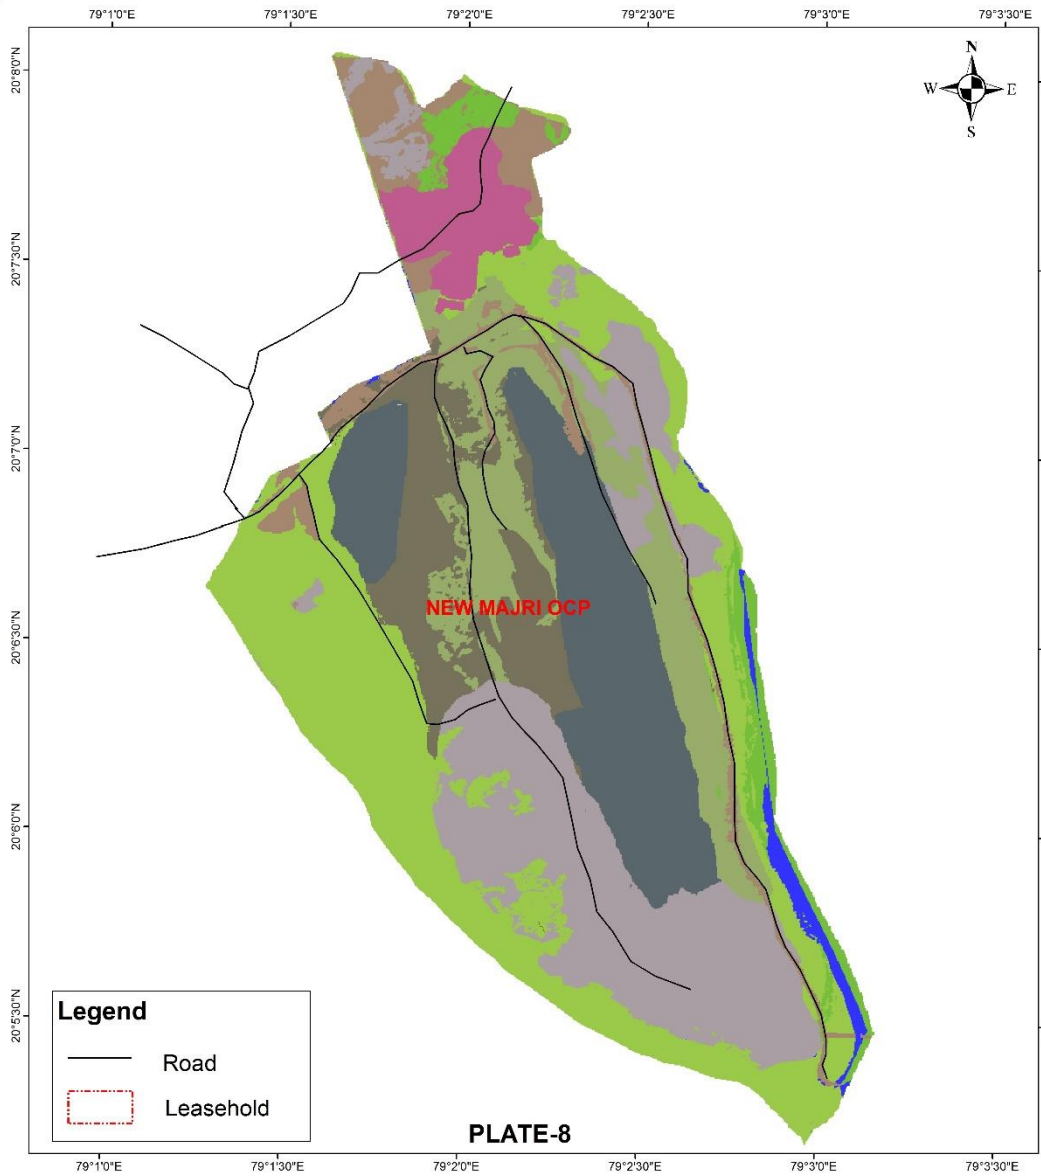 79°1'0"E 79°1'30"E 79°2'0"E 79°2'30"E 79°3'0"E 79°3'30"E
N
W E
S
20°8'0"N
20°7'30"N
20°7'0"N
20°6'30"N
20°6'0"N
20°5'30"N
NEW MAJRI OCP
Legend
Road
Leasehold
PLATE-8
79°1'0"E 79°1'30"E 79°2'0"E 79°2'30"E 79°3'0"E 79°3'30"E